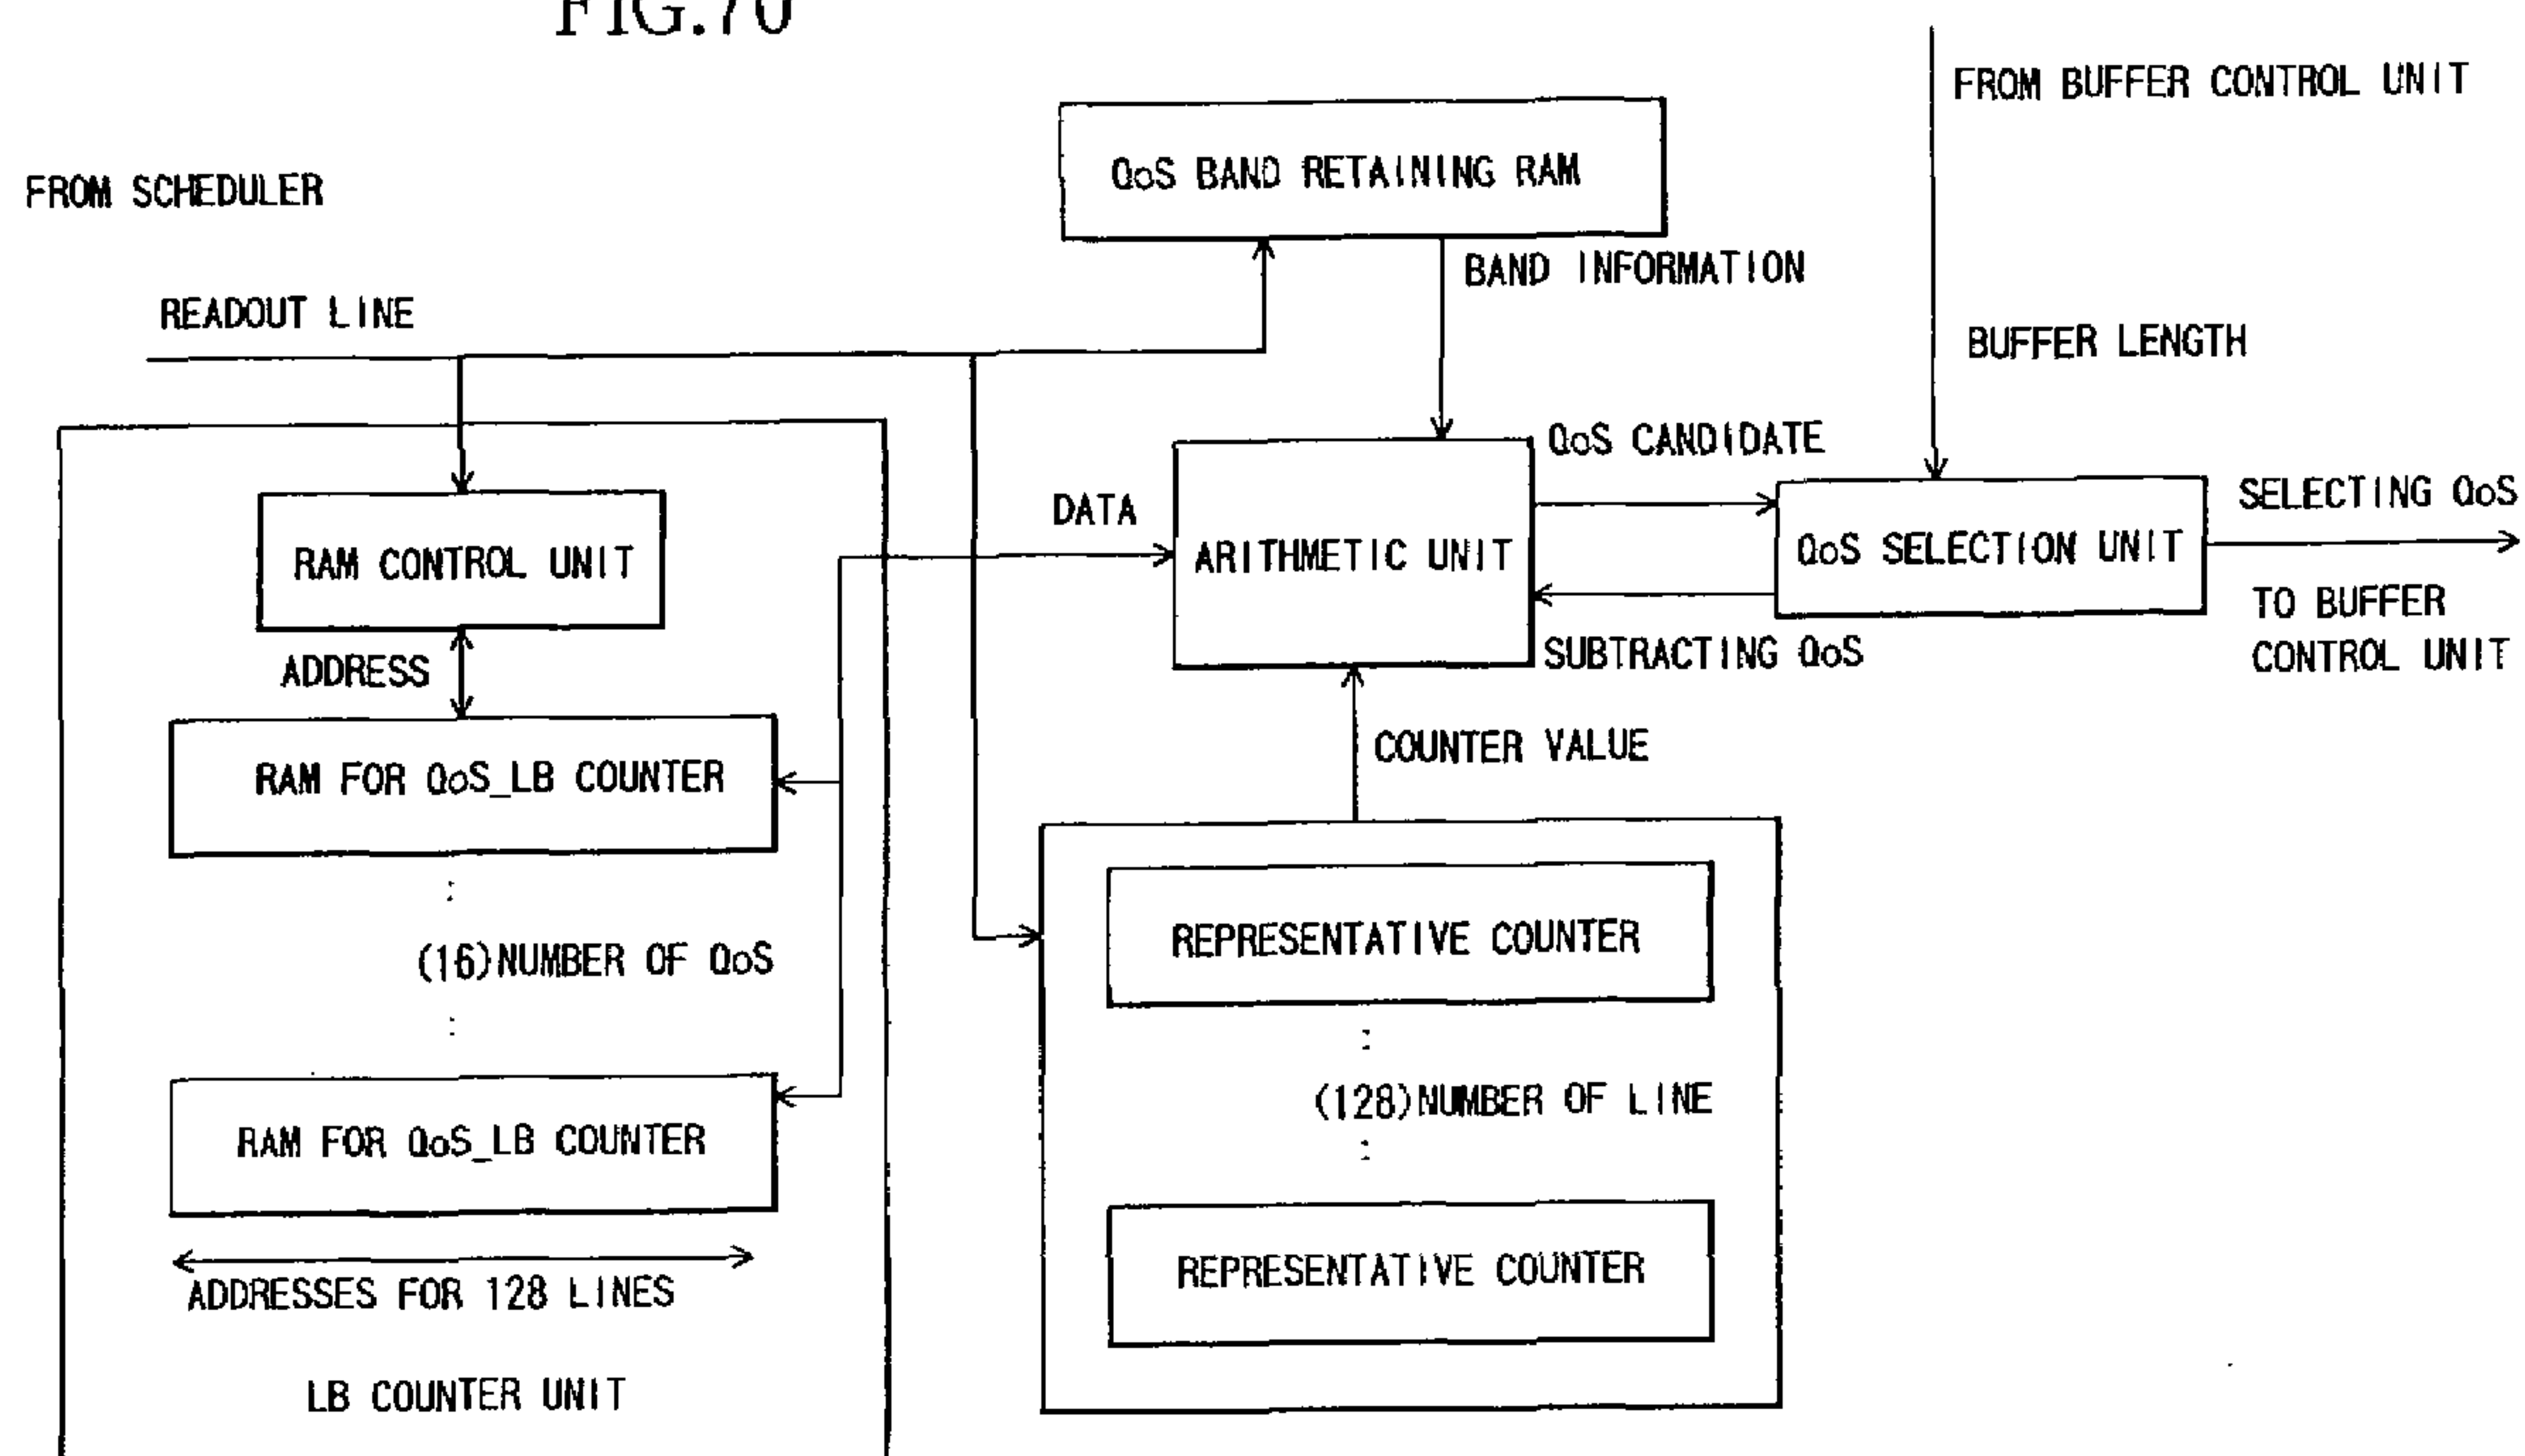 FIG.70
FROM BUFFER CONTROL UNIT
QoS BAND RETAINING RAM
FROM SCHEDULER
BAND INFORMATION
READOUT LINE
BUFFER LENGTH
QoS CANDIDATE
DATA
SELECTING QoS
RAM CONTROL UNIT
ARITHMETIC UNIT
QoS SELECTION UNIT
TO BUFFER
CONTROL UNIT
ADDRESS
SUBTRACTING QoS
COUNTER VALUE
RAM FOR QoS_LB COUNTER
REPRESENTATIVE COUNTER
(16)NUMBER OF QoS
(128)NUMBER OF LINE
RAM FOR QoS_LB COUNTER
REPRESENTATIVE COUNTER
ADDRESSES FOR 128 LINES
LB COUNTER UNIT